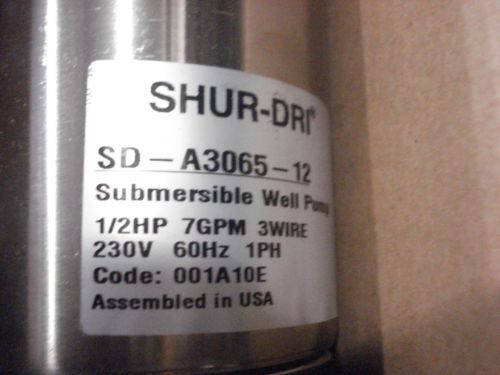 SHUR-DRI®
SD-A3065-12
Submersible Well Pump
1/2HP 7GPM 3WIRE
230V 60Hz 1PH
Code: 001A10E
Assembled in USA